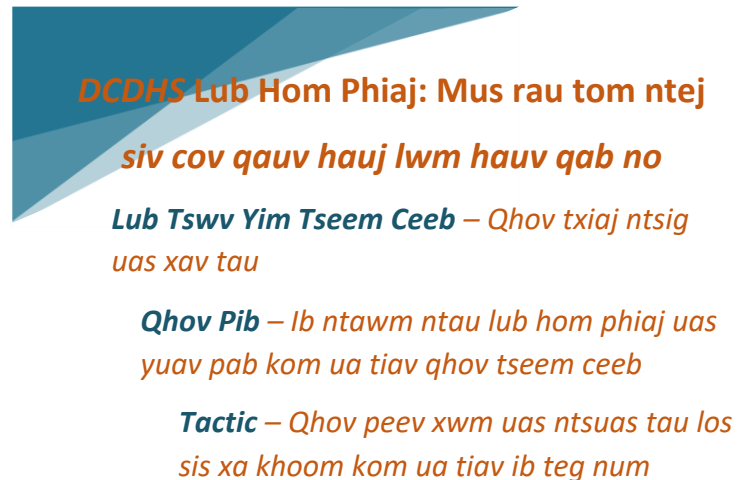 DCDHS Lub Hom Phiaj: Mus rau tom ntej
siv cov qauv hauj lwm hauv qab no
Lub Tswv Yim Tseem Ceeb – Qhov txiaj ntsig
uas xav tau
Qhov Pib – Ib ntawm ntau lub hom phiaj uas
yuav pab kom ua tiav qhov tseem ceeb
Tactic – Qhov peev xwm uas ntsuas tau los
sis xa khoom kom ua tiav ib teg num